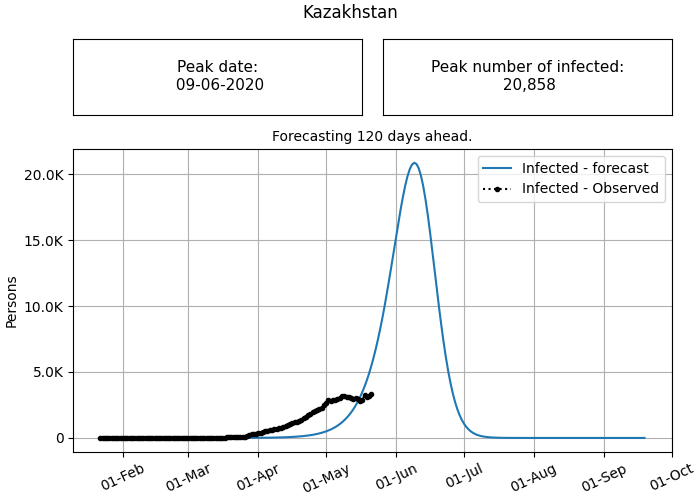 Kazakhstan
Peak date:
09-06-2020
Peak number of infected:
20,858
Forecasting 120 days ahead.
Infected - forecast
Infected - Observed
20.0K
15.0K
10.0K
5.0K
0
Persons
01-Feb
01-Mar
01-Apr
01-May
01-Jun
01-Jul
01-Aug
01-Sep
01-Oct